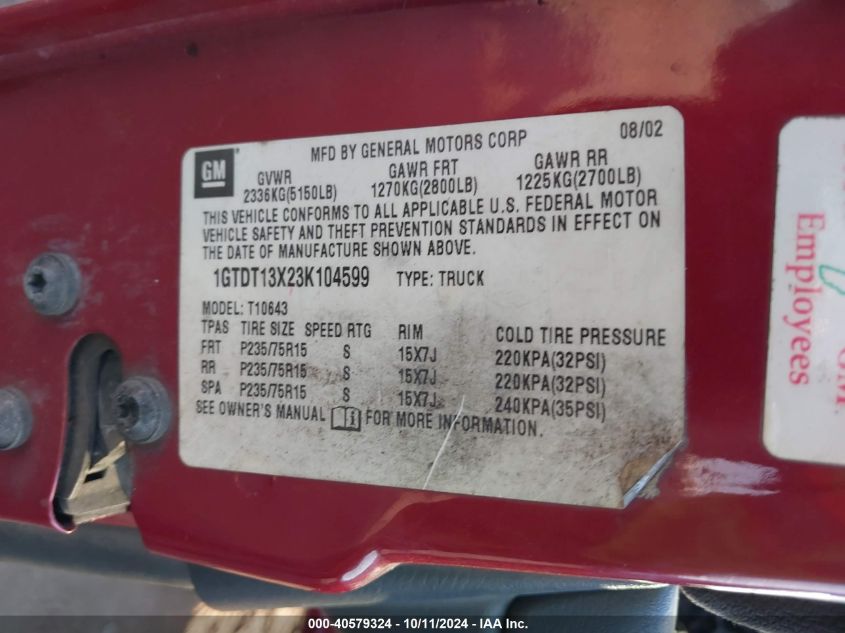 GM
MFD BY GENERAL MOTORS CORP 08/02
GVWR GAWR FRT GAWR RR
2336KG(5150LB) 1270KG(2800LB) 1225KG(2700LB)
THIS VEHICLE CONFORMS TO ALL APPLICABLE U.S. FEDERAL MOTOR
VEHICLE SAFETY AND THEFT PREVENTION STANDARDS IN EFFECT ON
THE DATE OF MANUFACTURE SHOWN ABOVE.
1GTDT13X23K104599 TYPE: TRUCK
MODEL: T10643
TPAS TIRE SIZE SPEED RTG RIM COLD TIRE PRESSURE
FRT P235/75R15 S 15X7J 220KPA(32PSI)
RR P235/75R15 S 15X7J 220KPA(32PSI)
SPA P235/75R15 S 15X7J 240KPA(35PSI)
SEE OWNER'S MANUAL FOR MORE INFORMATION.
Employees
000-40579324 - 10/11/2024 - IAA Inc.